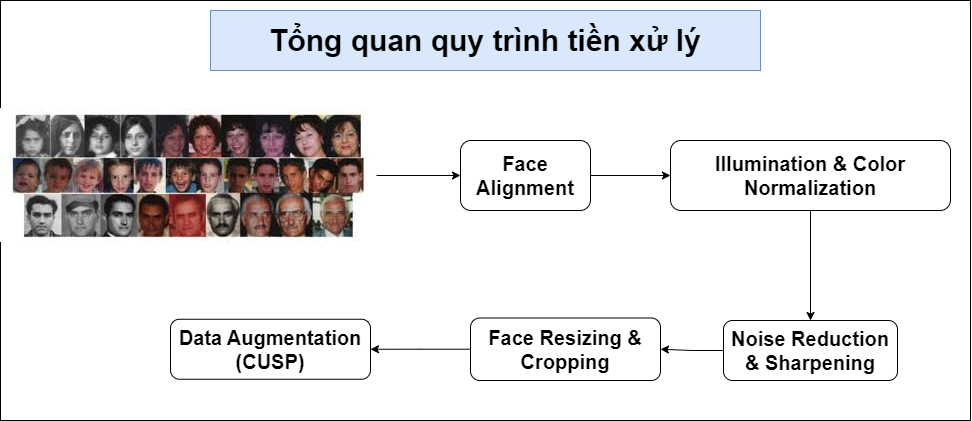 Tổng quan quy trình tiền xử lý
Face
Alignment
Illumination & Color
Normalization
Noise Reduction
& Sharpening
Face Resizing &
Cropping
Data Augmentation
(CUSP)